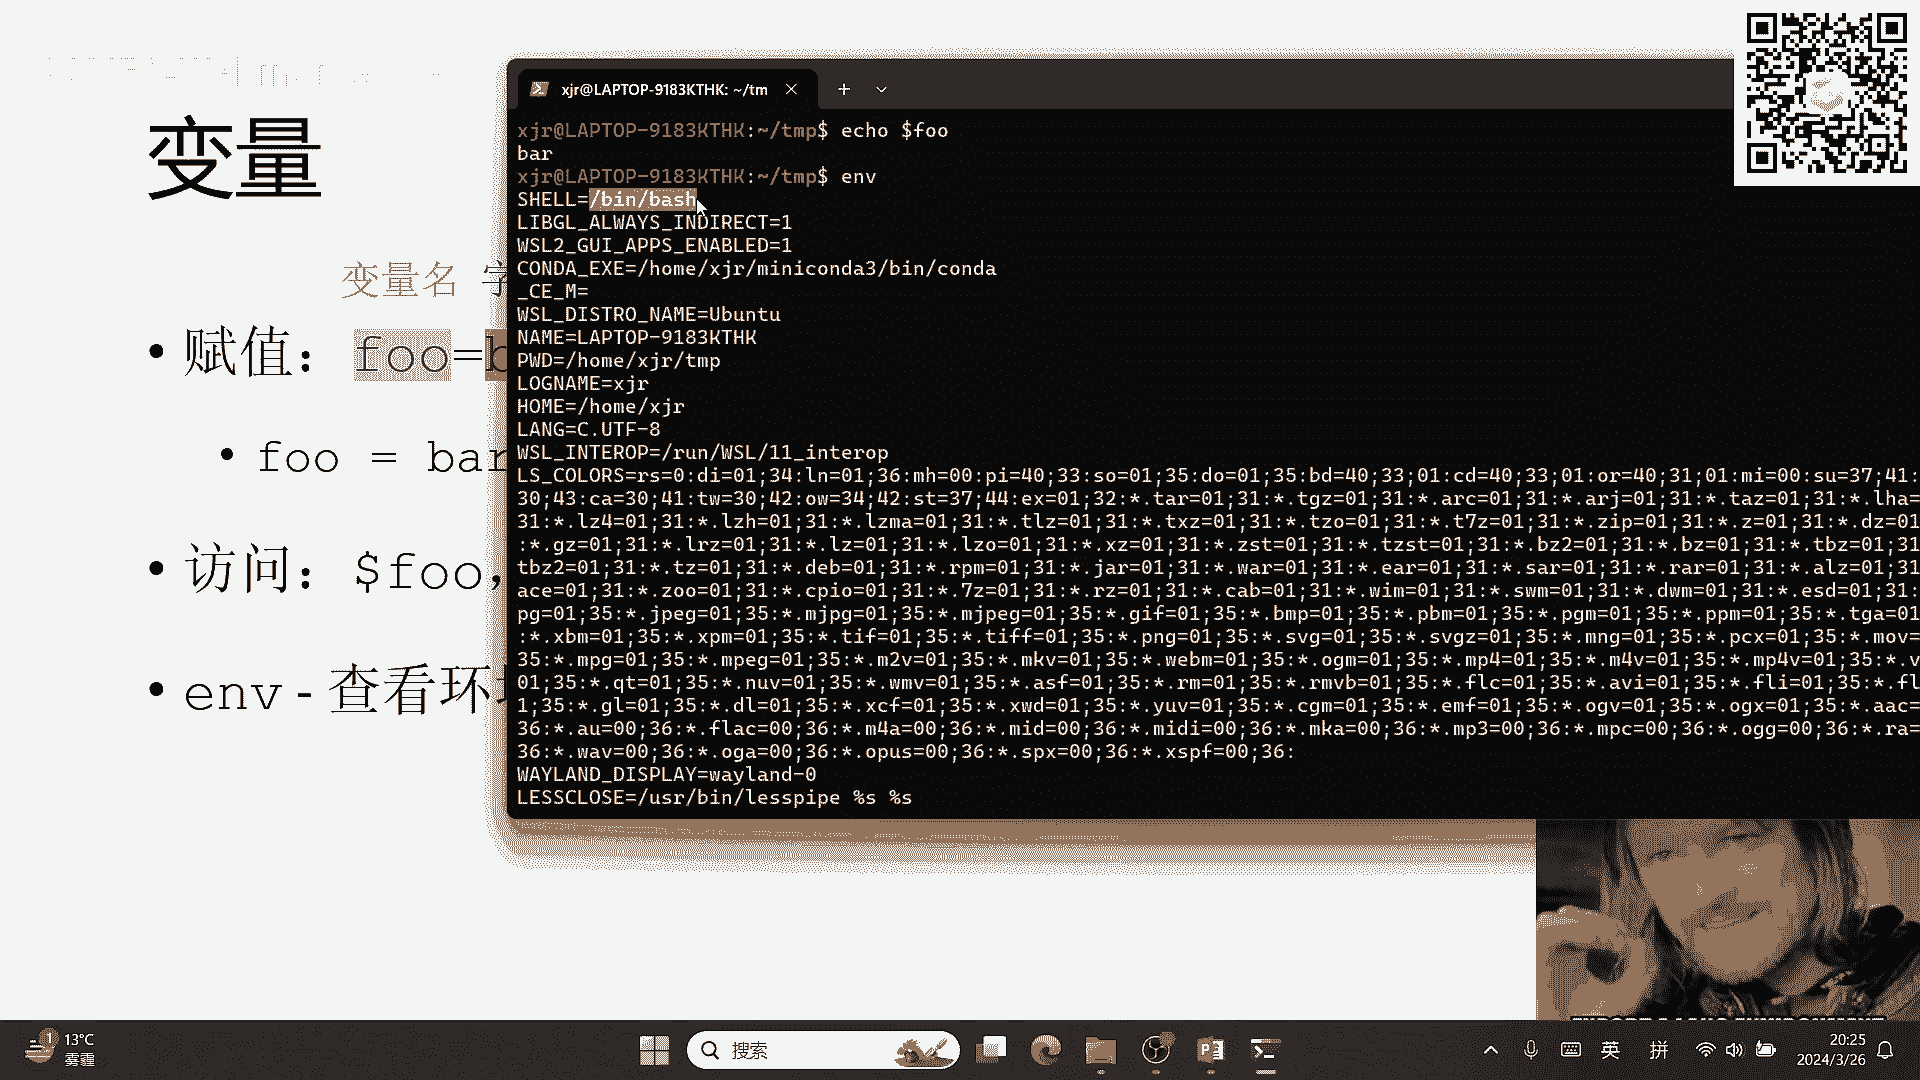 变量
变量名 字
• 赋值：foo=b
• foo = bar
• 访问：$foo,
• env - 查看环境
xjr@LAPTOP-9183KTHK: ~/tm
xjr@LAPTOP-9183KTHK:~/tmp$ echo $foo
bar
xjr@LAPTOP-9183KTHK:~/tmp$ env
SHELL=/bin/bash
LIBGL_ALWAYS_INDIRECT=1
WSL2_GUI_APPS_ENABLED=1
CONDA_EXE=/home/xjr/miniconda3/bin/conda
_CE_M=
WSL_DISTRO_NAME=Ubuntu
NAME=LAPTOP-9183KTHK
PWD=/home/xjr/tmp
LOGNAME=xjr
HOME=/home/xjr
LANG=C.UTF-8
WSL_INTEROP=/run/WSL/11_interop
LS_COLORS=rs=0:di=01;34:ln=01;36:mh=00:pi=40;33:so=01;35:do=01;35:bd=40;33;01:cd=40;33;01:or=40;31;01:mi=00:su=37;41:
30;43:ca=30;41:tw=30;42:ow=34;42:st=37;44:ex=01;32:*.tar=01;31:*.tgz=01;31:*.arc=01;31:*.arj=01;31:*.taz=01;31:*.lha=
31:*.lz4=01;31:*.lzh=01;31:*.lzma=01;31:*.tlz=01;31:*.txz=01;31:*.tzo=01;31:*.t7z=01;31:*.zip=01;31:*.z=01;31:*.dz=01
:*.gz=01;31:*.lrz=01;31:*.lz=01;31:*.lzo=01;31:*.xz=01;31:*.zst=01;31:*.tzst=01;31:*.bz2=01;31:*.bz=01;31:*.tbz=01;31
tbz2=01;31:*.tz=01;31:*.deb=01;31:*.rpm=01;31:*.jar=01;31:*.war=01;31:*.ear=01;31:*.sar=01;31:*.rar=01;31:*.alz=01;31
ace=01;31:*.zoo=01;31:*.cpio=01;31:*.7z=01;31:*.rz=01;31:*.cab=01;31:*.wim=01;31:*.swm=01;31:*.dwm=01;31:*.esd=01;31:
pg=01;35:*.jpeg=01;35:*.mjpg=01;35:*.mjpeg=01;35:*.gif=01;35:*.bmp=01;35:*.pbm=01;35:*.pgm=01;35:*.ppm=01;35:*.tga=01
:*.xbm=01;35:*.xpm=01;35:*.tif=01;35:*.tiff=01;35:*.png=01;35:*.svg=01;35:*.svgz=01;35:*.mng=01;35:*.pcx=01;35:*.mov=
35:*.mpg=01;35:*.mpeg=01;35:*.m2v=01;35:*.mkv=01;35:*.webm=01;35:*.ogm=01;35:*.mp4=01;35:*.m4v=01;35:*.mp4v=01;35:*.v
01;35:*.qt=01;35:*.nuv=01;35:*.wmv=01;35:*.asf=01;35:*.rm=01;35:*.rmvb=01;35:*.flc=01;35:*.avi=01;35:*.fli=01;35:*.fl
1;35:*.gl=01;35:*.dl=01;35:*.xcf=01;35:*.xwd=01;35:*.yuv=01;35:*.cgm=01;35:*.emf=01;35:*.ogv=01;35:*.ogx=01;35:*.aac=
36:*.au=00;36:*.flac=00;36:*.m4a=00;36:*.mid=00;36:*.midi=00;36:*.mka=00;36:*.mp3=00;36:*.mpc=00;36:*.ogg=00;36:*.ra=
36:*.wav=00;36:*.oga=00;36:*.opus=00;36:*.spx=00;36:*.xspf=00;36:
WAYLAND_DISPLAY=wayland-0
LESSCLOSE=/usr/bin/lesspipe %s %s
1
13°C
雾霾
搜索
英
拼
20:25
2024/3/26